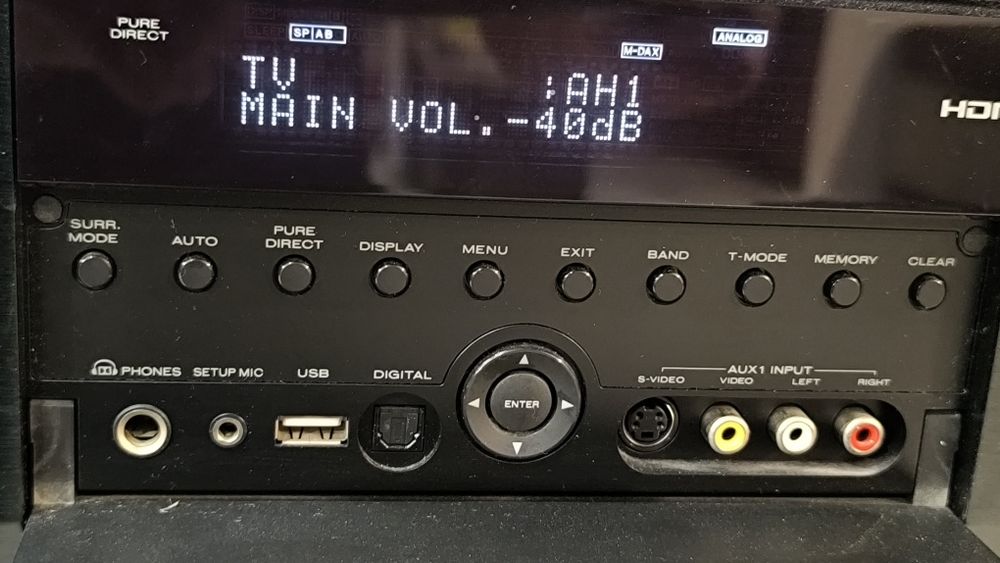 PURE
DIRECT
SP AB
M-DAX
ANALOG
TV :AH1
MAIN VOL. -40dB
SURR.
MODE
AUTO
PURE
DIRECT
DISPLAY
MENU
EXIT
BAND
T-MODE
MEMORY
CLEAR
PHONES
SETUP MIC
USB
DIGITAL
ENTER
AUX1 INPUT
S-VIDEO
VIDEO
LEFT
RIGHT